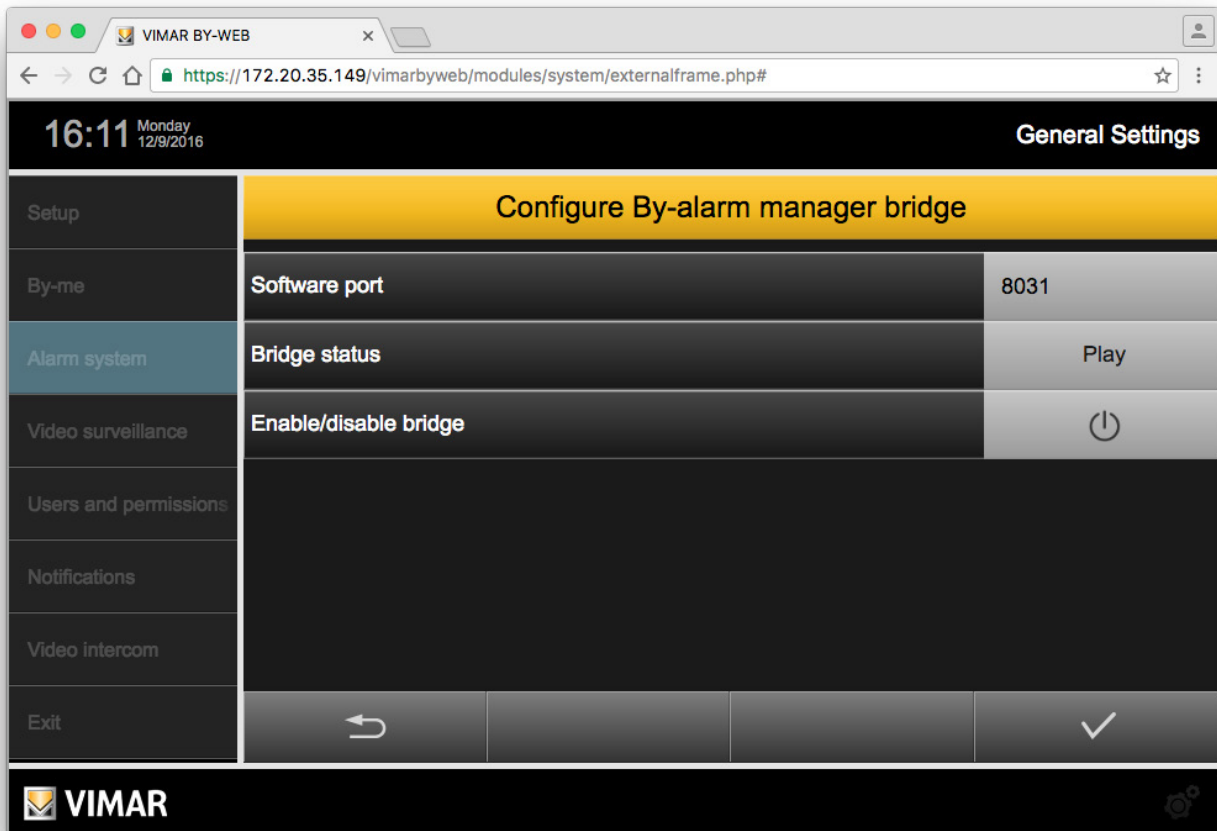 VIMAR BY-WEB
https://172.20.35.149/vimarbyweb/modules/system/externalframe.php#
16:11 Monday 12/9/2016
General Settings
Setup
By-me
Alarm system
Video surveillance
Users and permissions
Notifications
Video intercom
Exit
Configure By-alarm manager bridge
Software port 8031
Bridge status Play
Enable/disable bridge
VIMAR